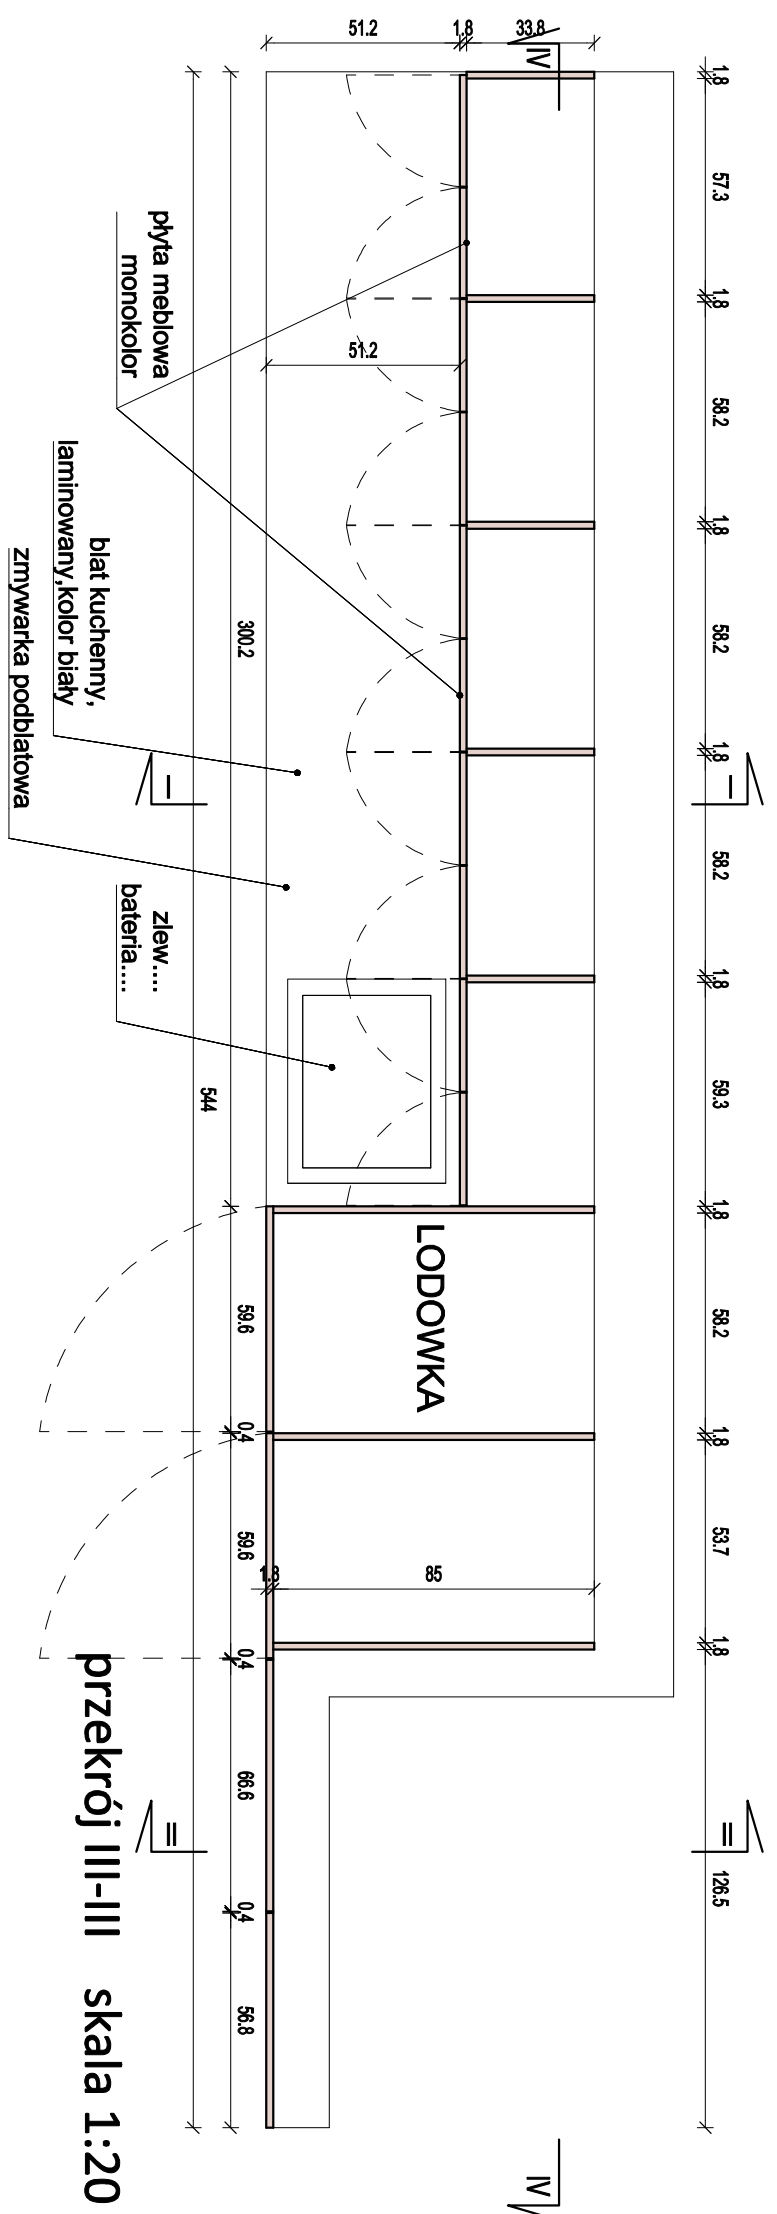 1.8
57.3
1.8
58.2
1.8
58.2
1.8
58.2
1.8
59.3
1.8
58.2
1.8
53.7
1.8
126.5
I
I
II
II
IV
IV
33.8
1.8
51.2
51.2
85
1.8
LODOWKA
300.2
59.6
0.4
59.6
0.4
66.6
0.4
56.8
544
płyta meblowa
monokolor
blat kuchenny,
laminowany,kolor biały
zmywarka podblatowa
zlew....
bateria....
przekrój III-III skala 1:20